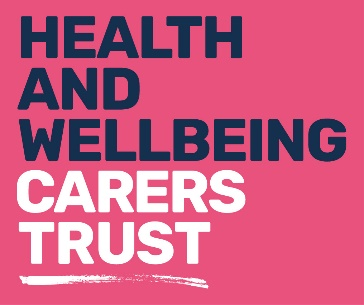 HEALTH
AND
WELLBEING
CARERS
TRUST